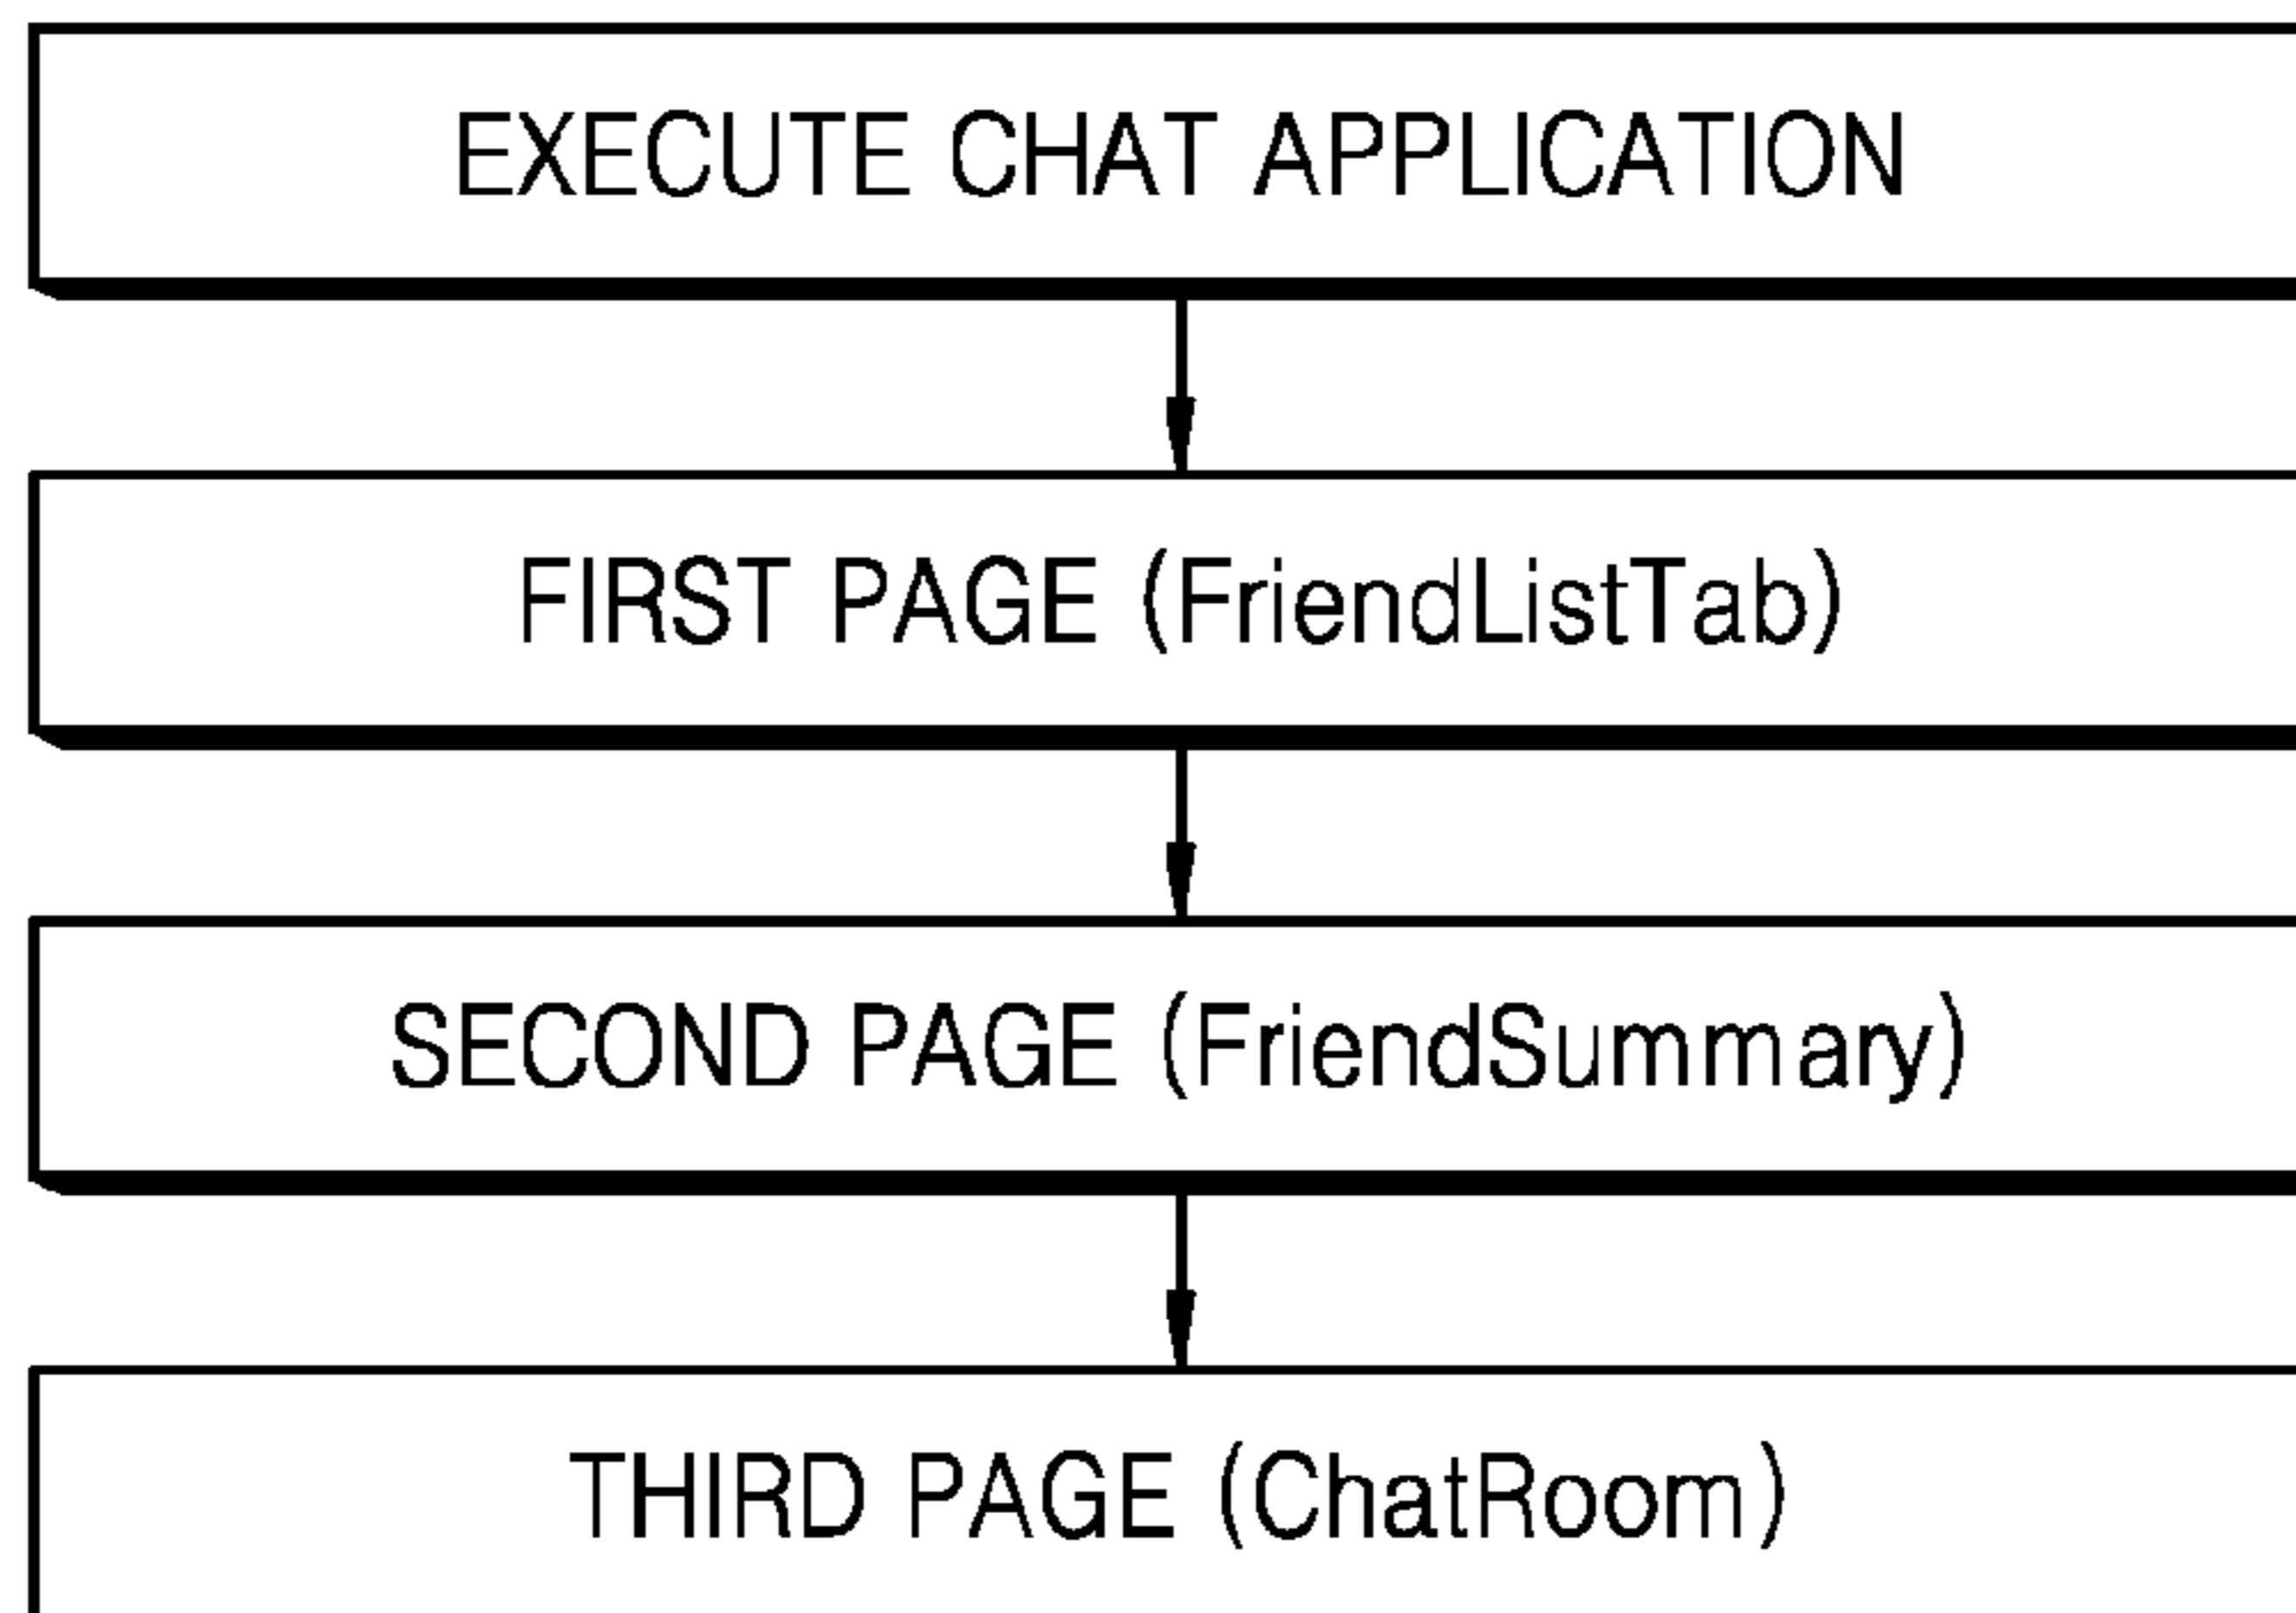 EXECUTE CHAT APPLICATION
FIRST PAGE (FriendListTab)
SECOND PAGE (FriendSummary)
THIRD PAGE (ChatRoom)